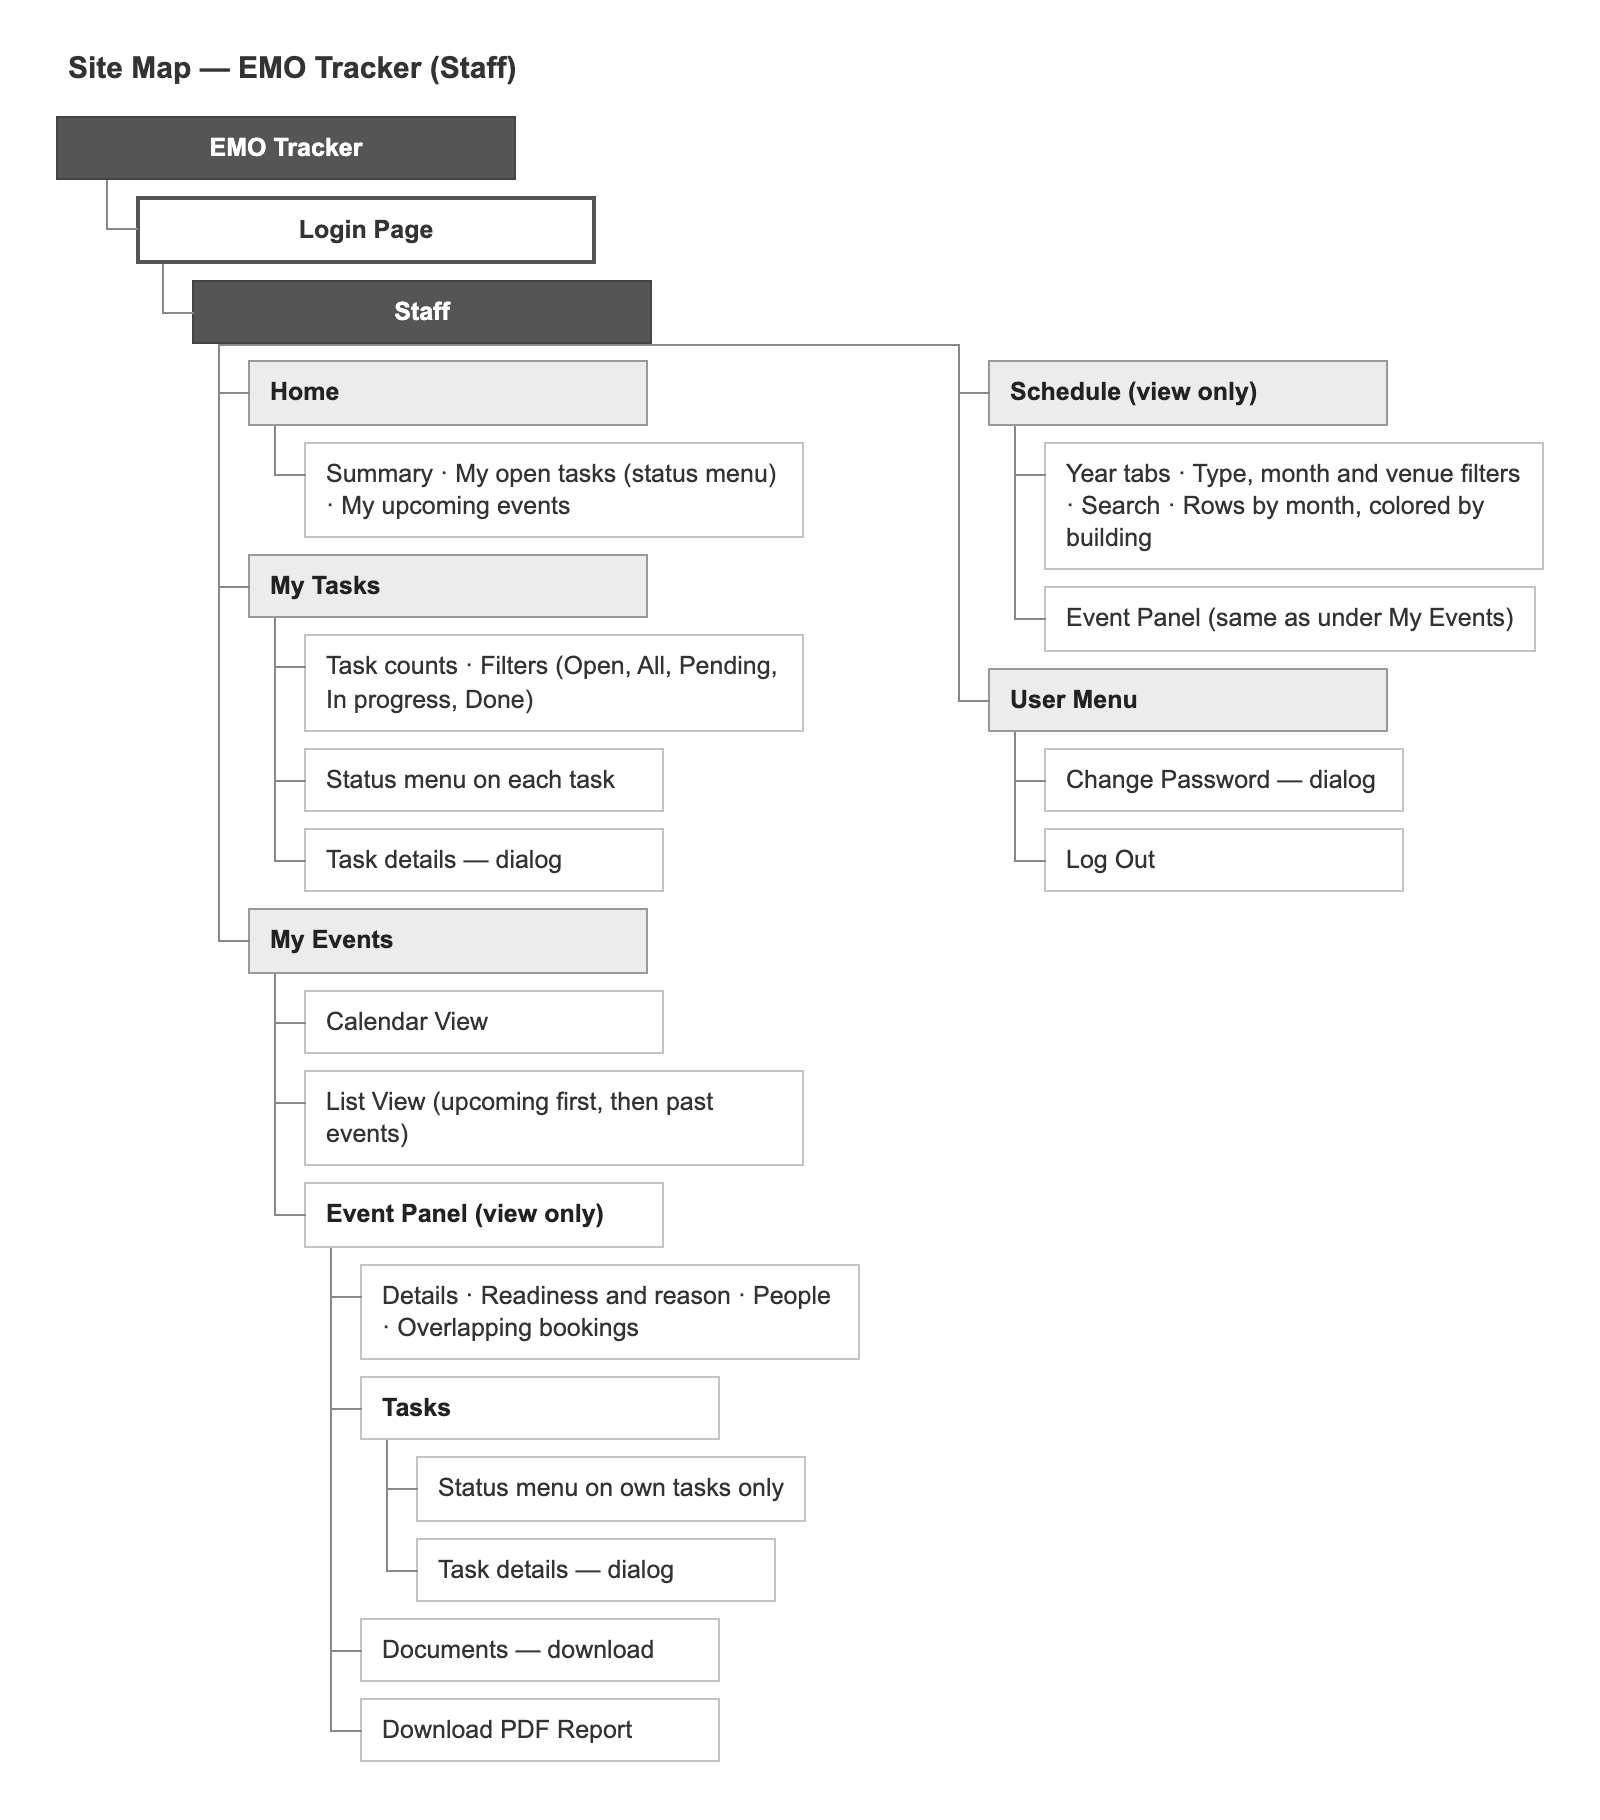 Site Map — EMO Tracker (Staff)
EMO Tracker
Login Page
Staff
Home
Summary · My open tasks (status menu)
· My upcoming events
My Tasks
Task counts · Filters (Open, All, Pending,
In progress, Done)
Status menu on each task
Task details — dialog
My Events
Calendar View
List View (upcoming first, then past
events)
Event Panel (view only)
Details · Readiness and reason · People
· Overlapping bookings
Tasks
Status menu on own tasks only
Task details — dialog
Documents — download
Download PDF Report
Schedule (view only)
Year tabs · Type, month and venue filters
· Search · Rows by month, colored by
building
Event Panel (same as under My Events)
User Menu
Change Password — dialog
Log Out